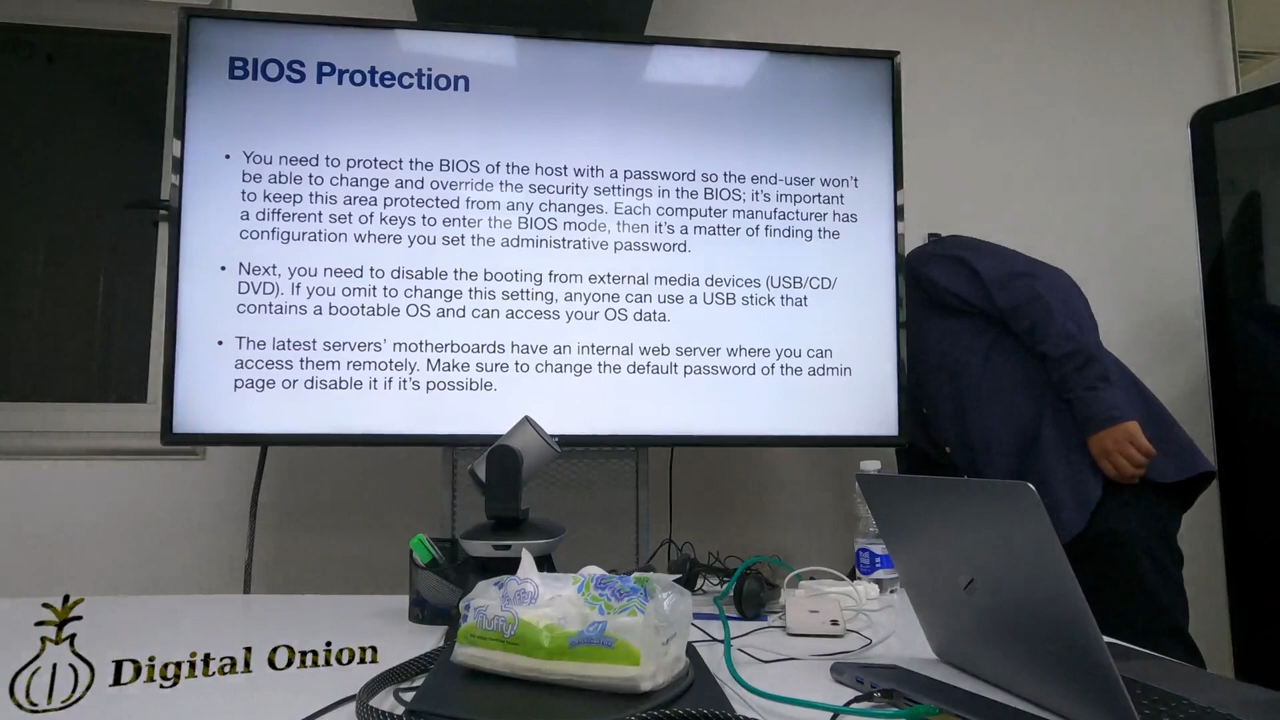 BIOS Protection
• You need to protect the BIOS of the host with a password so the end-user won't
be able to change and override the security settings in the BIOS; it's important
to keep this area protected from any changes. Each computer manufacturer has
a different set of keys to enter the BIOS mode, then it's a matter of finding the
configuration where you set the administrative password.
• Next, you need to disable the booting from external media devices (USB/CD/
DVD). If you omit to change this setting, anyone can use a USB stick that
contains a bootable OS and can access your OS data.
• The latest servers' motherboards have an internal web server where you can
access them remotely. Make sure to change the default password of the admin
page or disable it if it's possible.
Fluffy!
Digital Onion